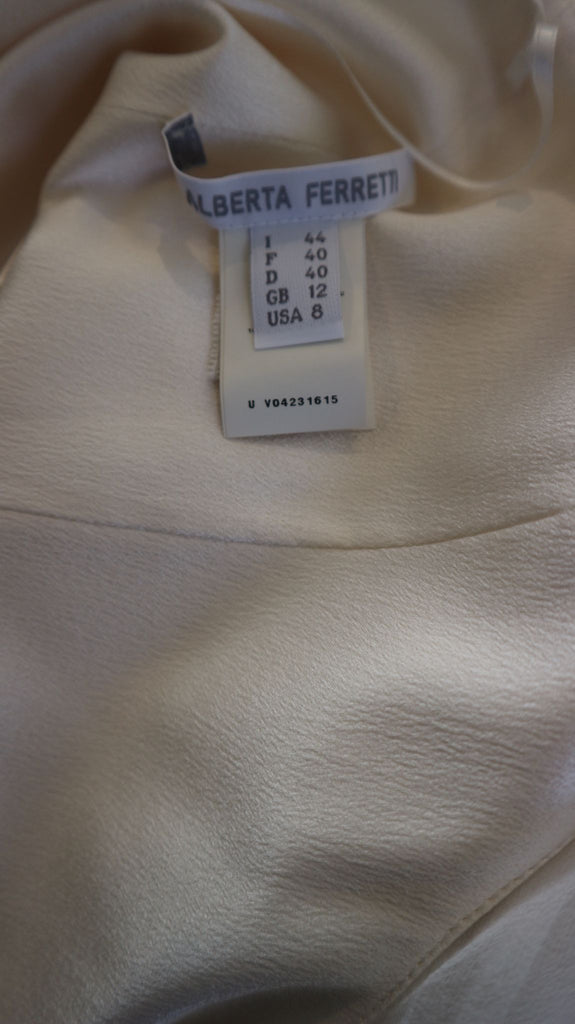 ALBERTA FERRETTI
I 44
F 40
D 40
GB 12
USA 8
U V04231615